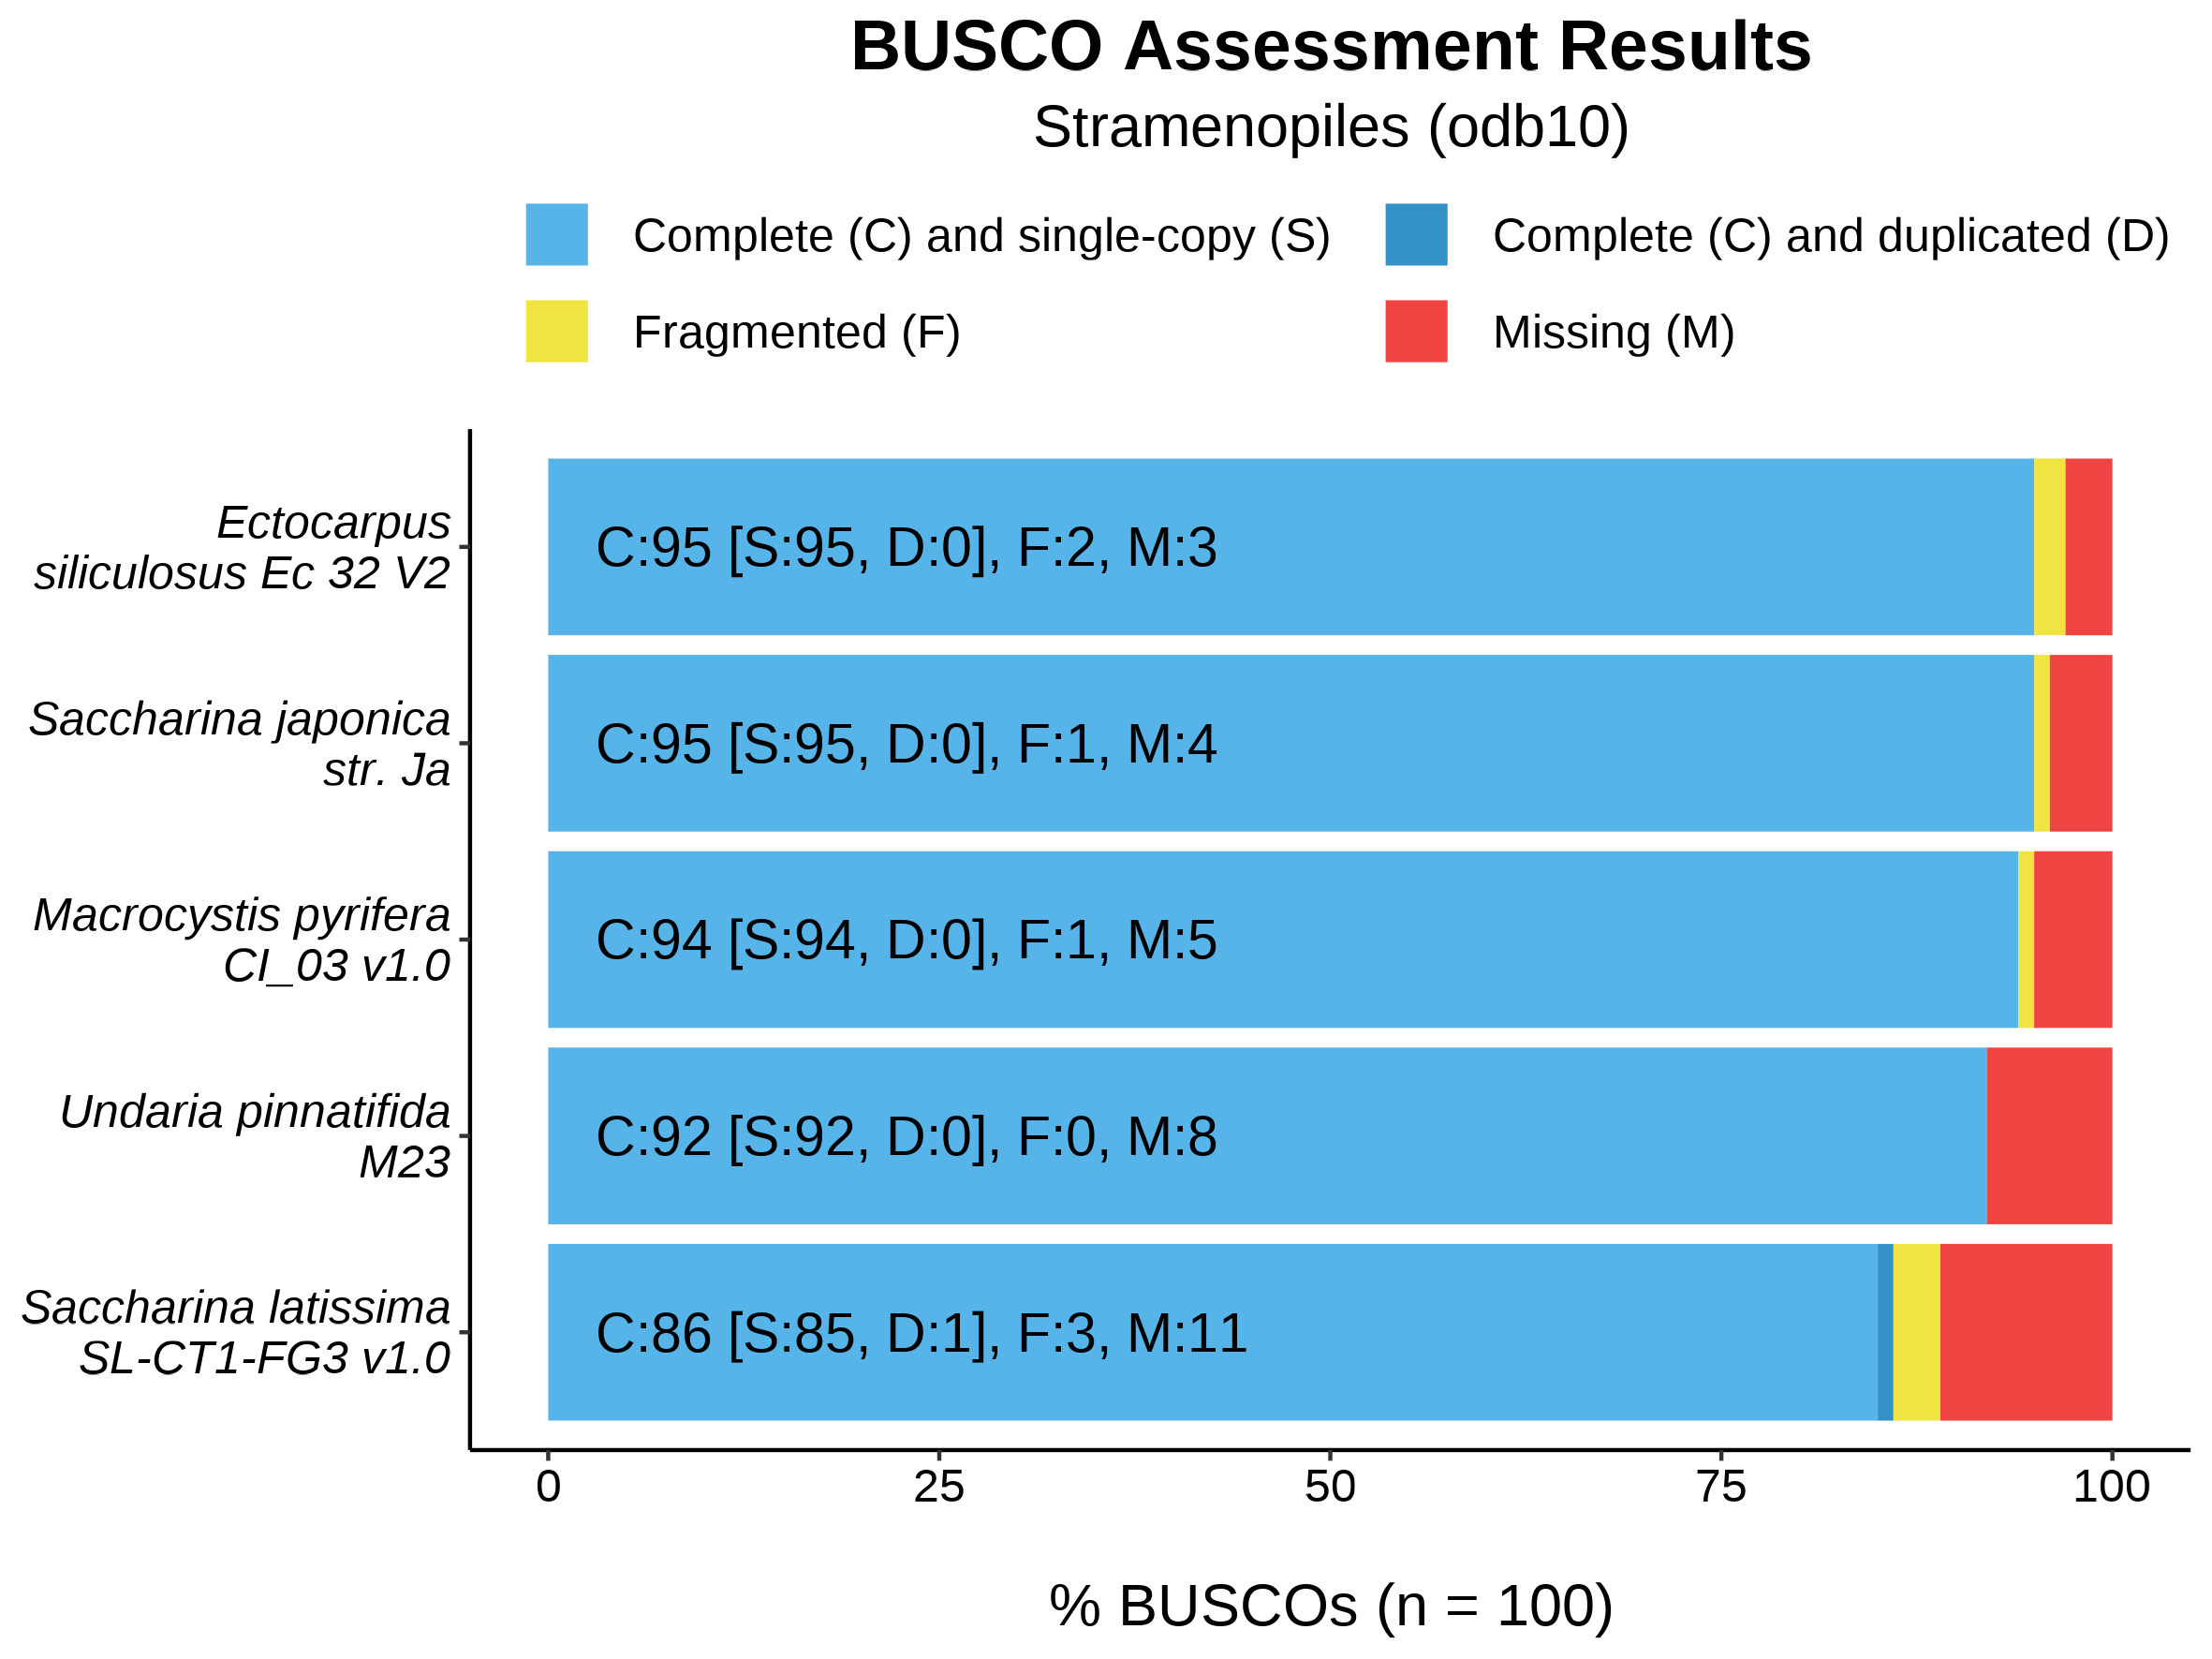 BUSCO Assessment Results
Stramenopiles (odb10)
Complete (C) and single-copy (S)
Complete (C) and duplicated (D)
Fragmented (F)
Missing (M)
Ectocarpus
siliculosus Ec 32 V2
C:95 [S:95, D:0], F:2, M:3
Saccharina japonica
str. Ja
C:95 [S:95, D:0], F:1, M:4
Macrocystis pyrifera
CI_03 v1.0
C:94 [S:94, D:0], F:1, M:5
Undaria pinnatifida
M23
C:92 [S:92, D:0], F:0, M:8
Saccharina latissima
SL-CT1-FG3 v1.0
C:86 [S:85, D:1], F:3, M:11
0
25
50
75
100
% BUSCOs (n = 100)